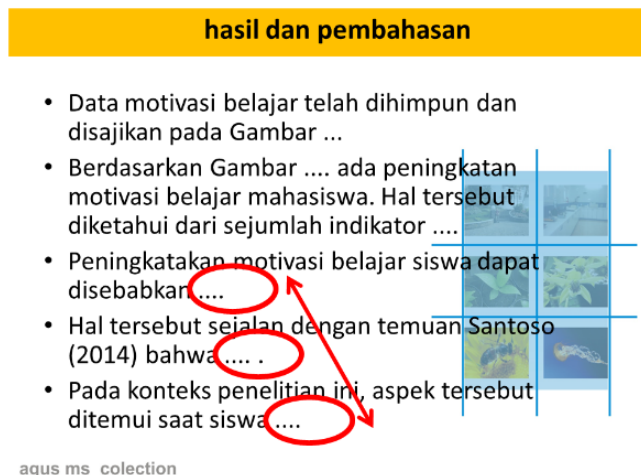 hasil dan pembahasan
• Data motivasi belajar telah dihimpun dan
disajikan pada Gambar ...
• Berdasarkan Gambar .... ada peningkatan
motivasi belajar mahasiswa. Hal tersebut
diketahui dari sejumlah indikator ....
• Peningkatakan motivasi belajar siswa dapat
disebabkan ....
• Hal tersebut sejalan dengan temuan Santoso
(2014) bahwa .... .
• Pada konteks penelitian ini, aspek tersebut
ditemui saat siswa ....
agus ms_colection